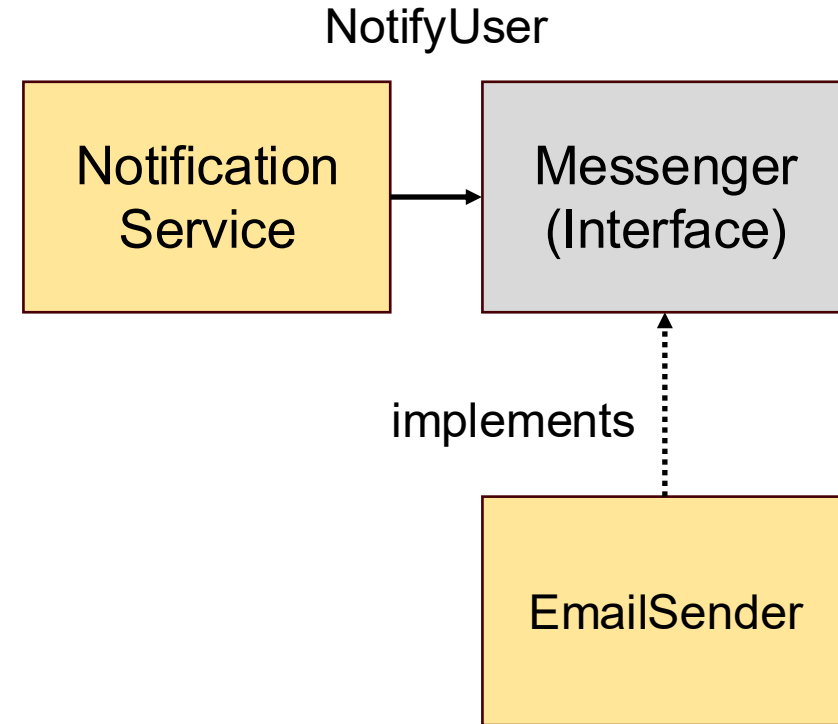 NotifyUser
Notification
Service
Messenger
(Interface)
implements
EmailSender